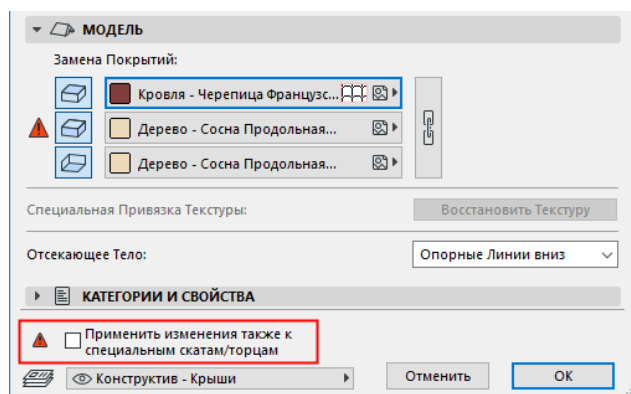 МОДЕЛЬ
Замена Покрытий:
Кровля - Черепица Французс...
Дерево - Сосна Продольная...
Дерево - Сосна Продольная...
Специальная Привязка Текстуры:
Восстановить Текстуру
Отсекающее Тело:
Опорные Линии вниз
КАТЕГОРИИ И СВОЙСТВА
Применить изменения также к
специальным скатам/торцам
Конструктив - Крыши
Отменить
OK